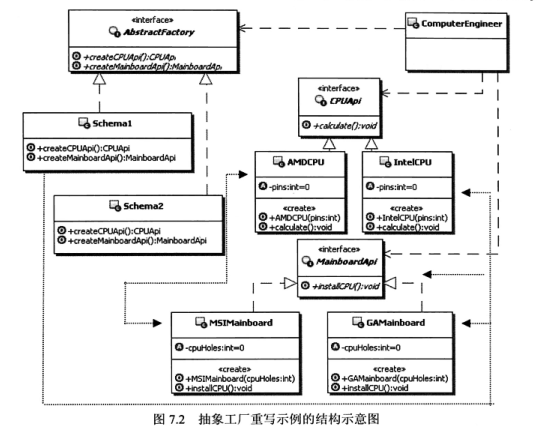 «interface»
AbstractFactory
+createCPUApi():CPUApi
+createMainboardApi():MainboardApi
ComputerEngineer
«interface»
CPUApi
+calculate():void
Schema1
+createCPUApi():CPUApi
+createMainboardApi():MainboardApi
AMDCPU
-pins:int=0
«create»
+AMDCPU(pins:int)
+calculate():void
IntelCPU
-pins:int=0
«create»
+IntelCPU(pins:int)
+calculate():void
Schema2
+createCPUApi():CPUApi
+createMainboardApi():MainboardApi
«interface»
MainboardApi
+installCPU():void
MSIMainboard
-cpuHoles:int=0
«create»
+MSIMainboard(cpuHoles:int)
+installCPU():void
GAMainboard
-cpuHoles:int=0
«create»
+GAMainboard(cpuHoles:int)
+installCPU():void
图 7.2 抽象工厂重写示例的结构示意图